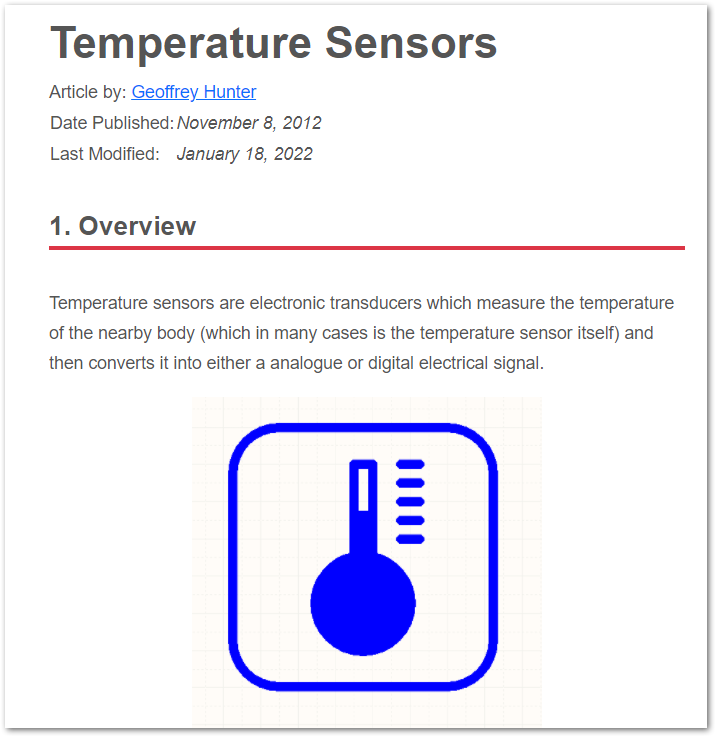 Temperature Sensors
Article by: Geoffrey Hunter
Date Published: November 8, 2012
Last Modified: January 18, 2022
1. Overview
Temperature sensors are electronic transducers which measure the temperature
of the nearby body (which in many cases is the temperature sensor itself) and
then converts it into either a analogue or digital electrical signal.